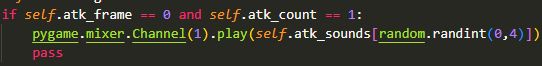 if self.atk_frame == 0 and self.atk_count == 1:
    pygame.mixer.Channel(1).play(self.atk_sounds[random.randint(0,4)])
    pass